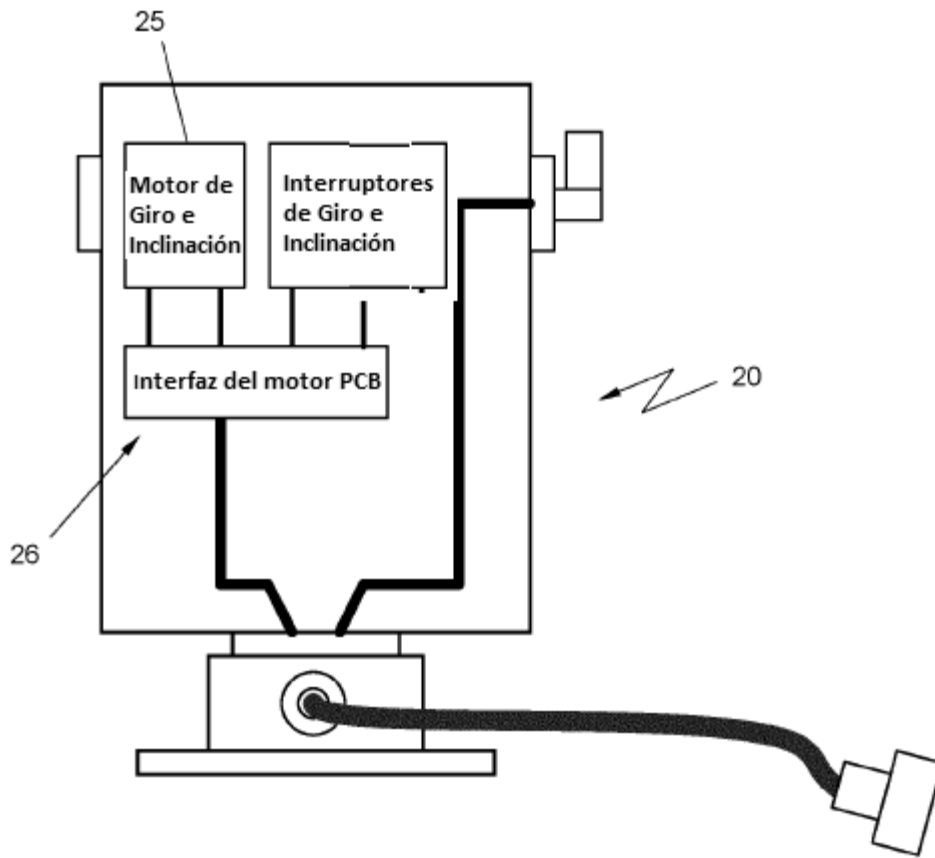 25
Motor de
Giro e
Inclinación
Interruptores
de Giro e
Inclinación
Interfaz del motor PCB
20
26